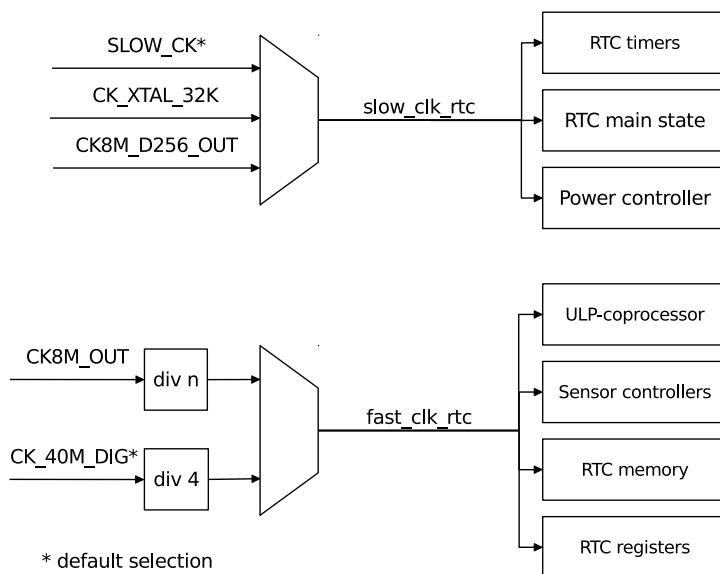 SLOW_CK*
CK_XTAL_32K
CK8M_D256_OUT
slow_clk_rtc
RTC timers
RTC main state
Power controller
CK8M_OUT
div n
CK_40M_DIG*
div 4
fast_clk_rtc
ULP-coprocessor
Sensor controllers
RTC memory
RTC registers
* default selection